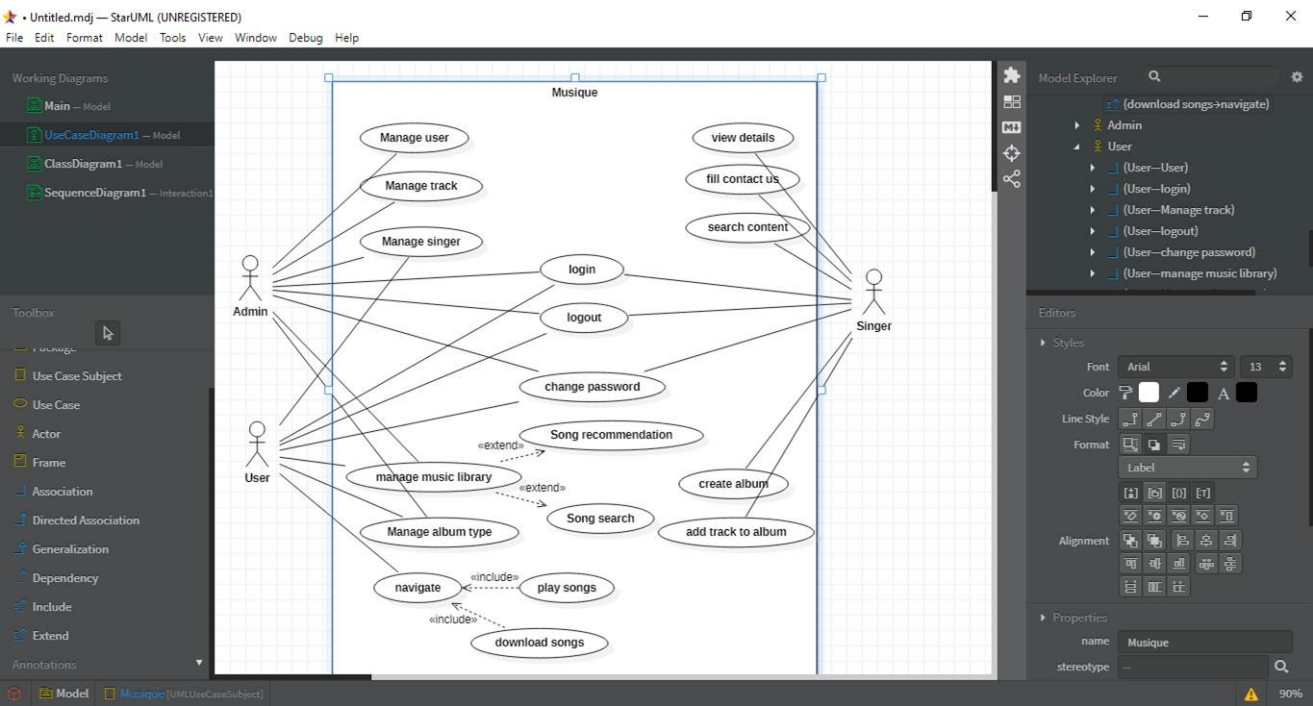 • Untitled.mdj — StarUML (UNREGISTERED)
File Edit Format Model Tools View Window Debug Help
Working Diagrams
Main — Model
UseCaseDiagram1 — Model
ClassDiagram1 — Model
SequenceDiagram1 — Interaction1
Toolbox
Package
Use Case Subject
Use Case
Actor
Frame
Association
Directed Association
Generalization
Dependency
Include
Extend
Annotations
Musique
Manage user
view details
Manage track
fill contact us
Manage singer
search content
login
Admin
logout
Singer
change password
Song recommendation
«extend»
User
manage music library
create album
«extend»
Song search
Manage album type
add track to album
navigate
«include»
play songs
«include»
download songs
Model Explorer
(download songs→navigate)
Admin
User
(User—User)
(User—login)
(User—Manage track)
(User—logout)
(User—change password)
(User—manage music library)
Editors
Styles
Font Arial 13
Color A
Line Style
Format
Label
Alignment
Properties
name Musique
stereotype —
Model Musique [UMLUseCaseSubject]
90%